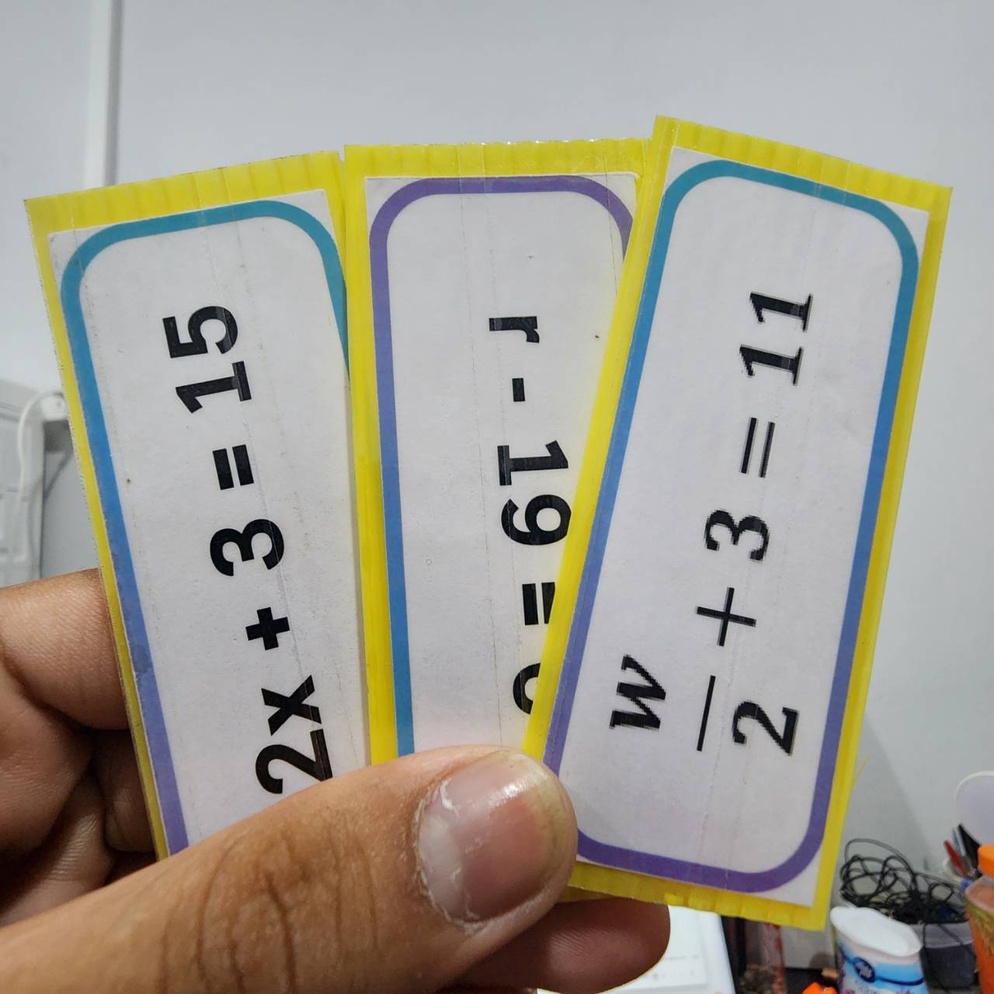 2x + 3 = 15
r - 19 =
w/2 + 3 = 11